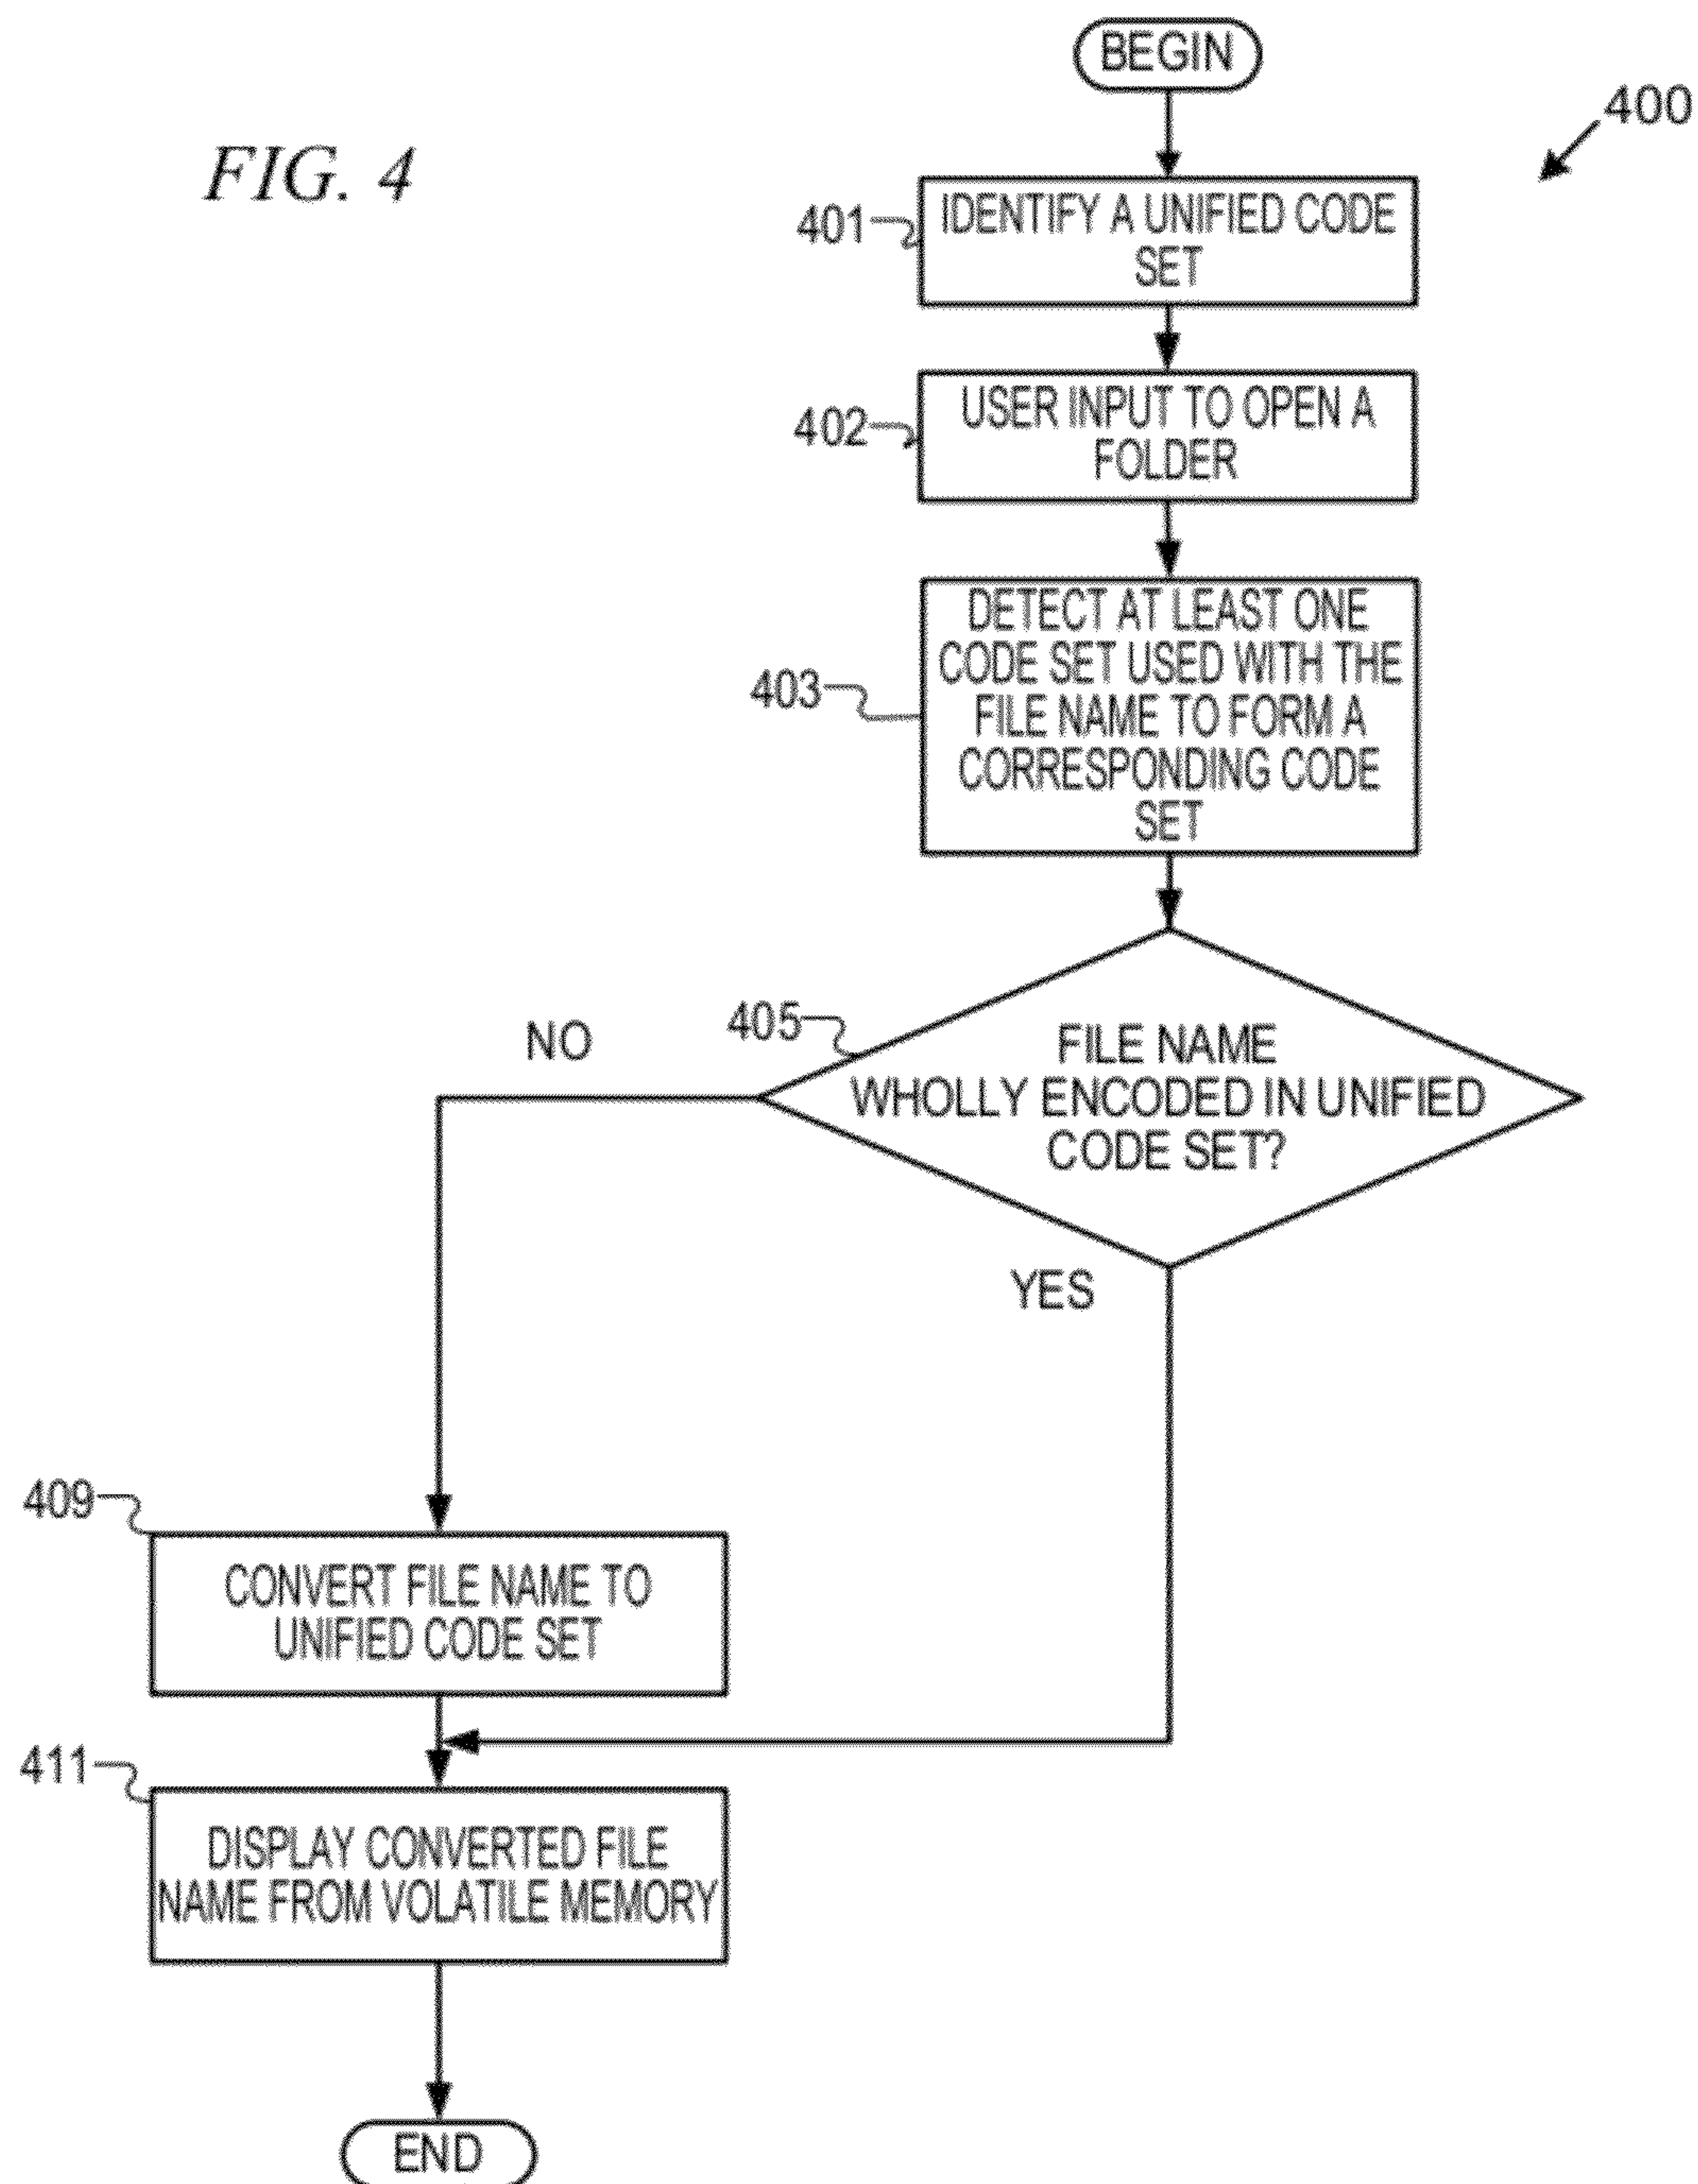 BEGIN
400
FIG. 4
401
IDENTIFY A UNIFIED CODE
SET
402
USER INPUT TO OPEN A
FOLDER
403
DETECT AT LEAST ONE
CODE SET USED WITH THE
FILE NAME TO FORM A
CORRESPONDING CODE
SET
405
NO
FILE NAME
WHOLLY ENCODED IN UNIFIED
CODE SET?
YES
409
CONVERT FILE NAME TO
UNIFIED CODE SET
411
DISPLAY CONVERTED FILE
NAME FROM VOLATILE MEMORY
END